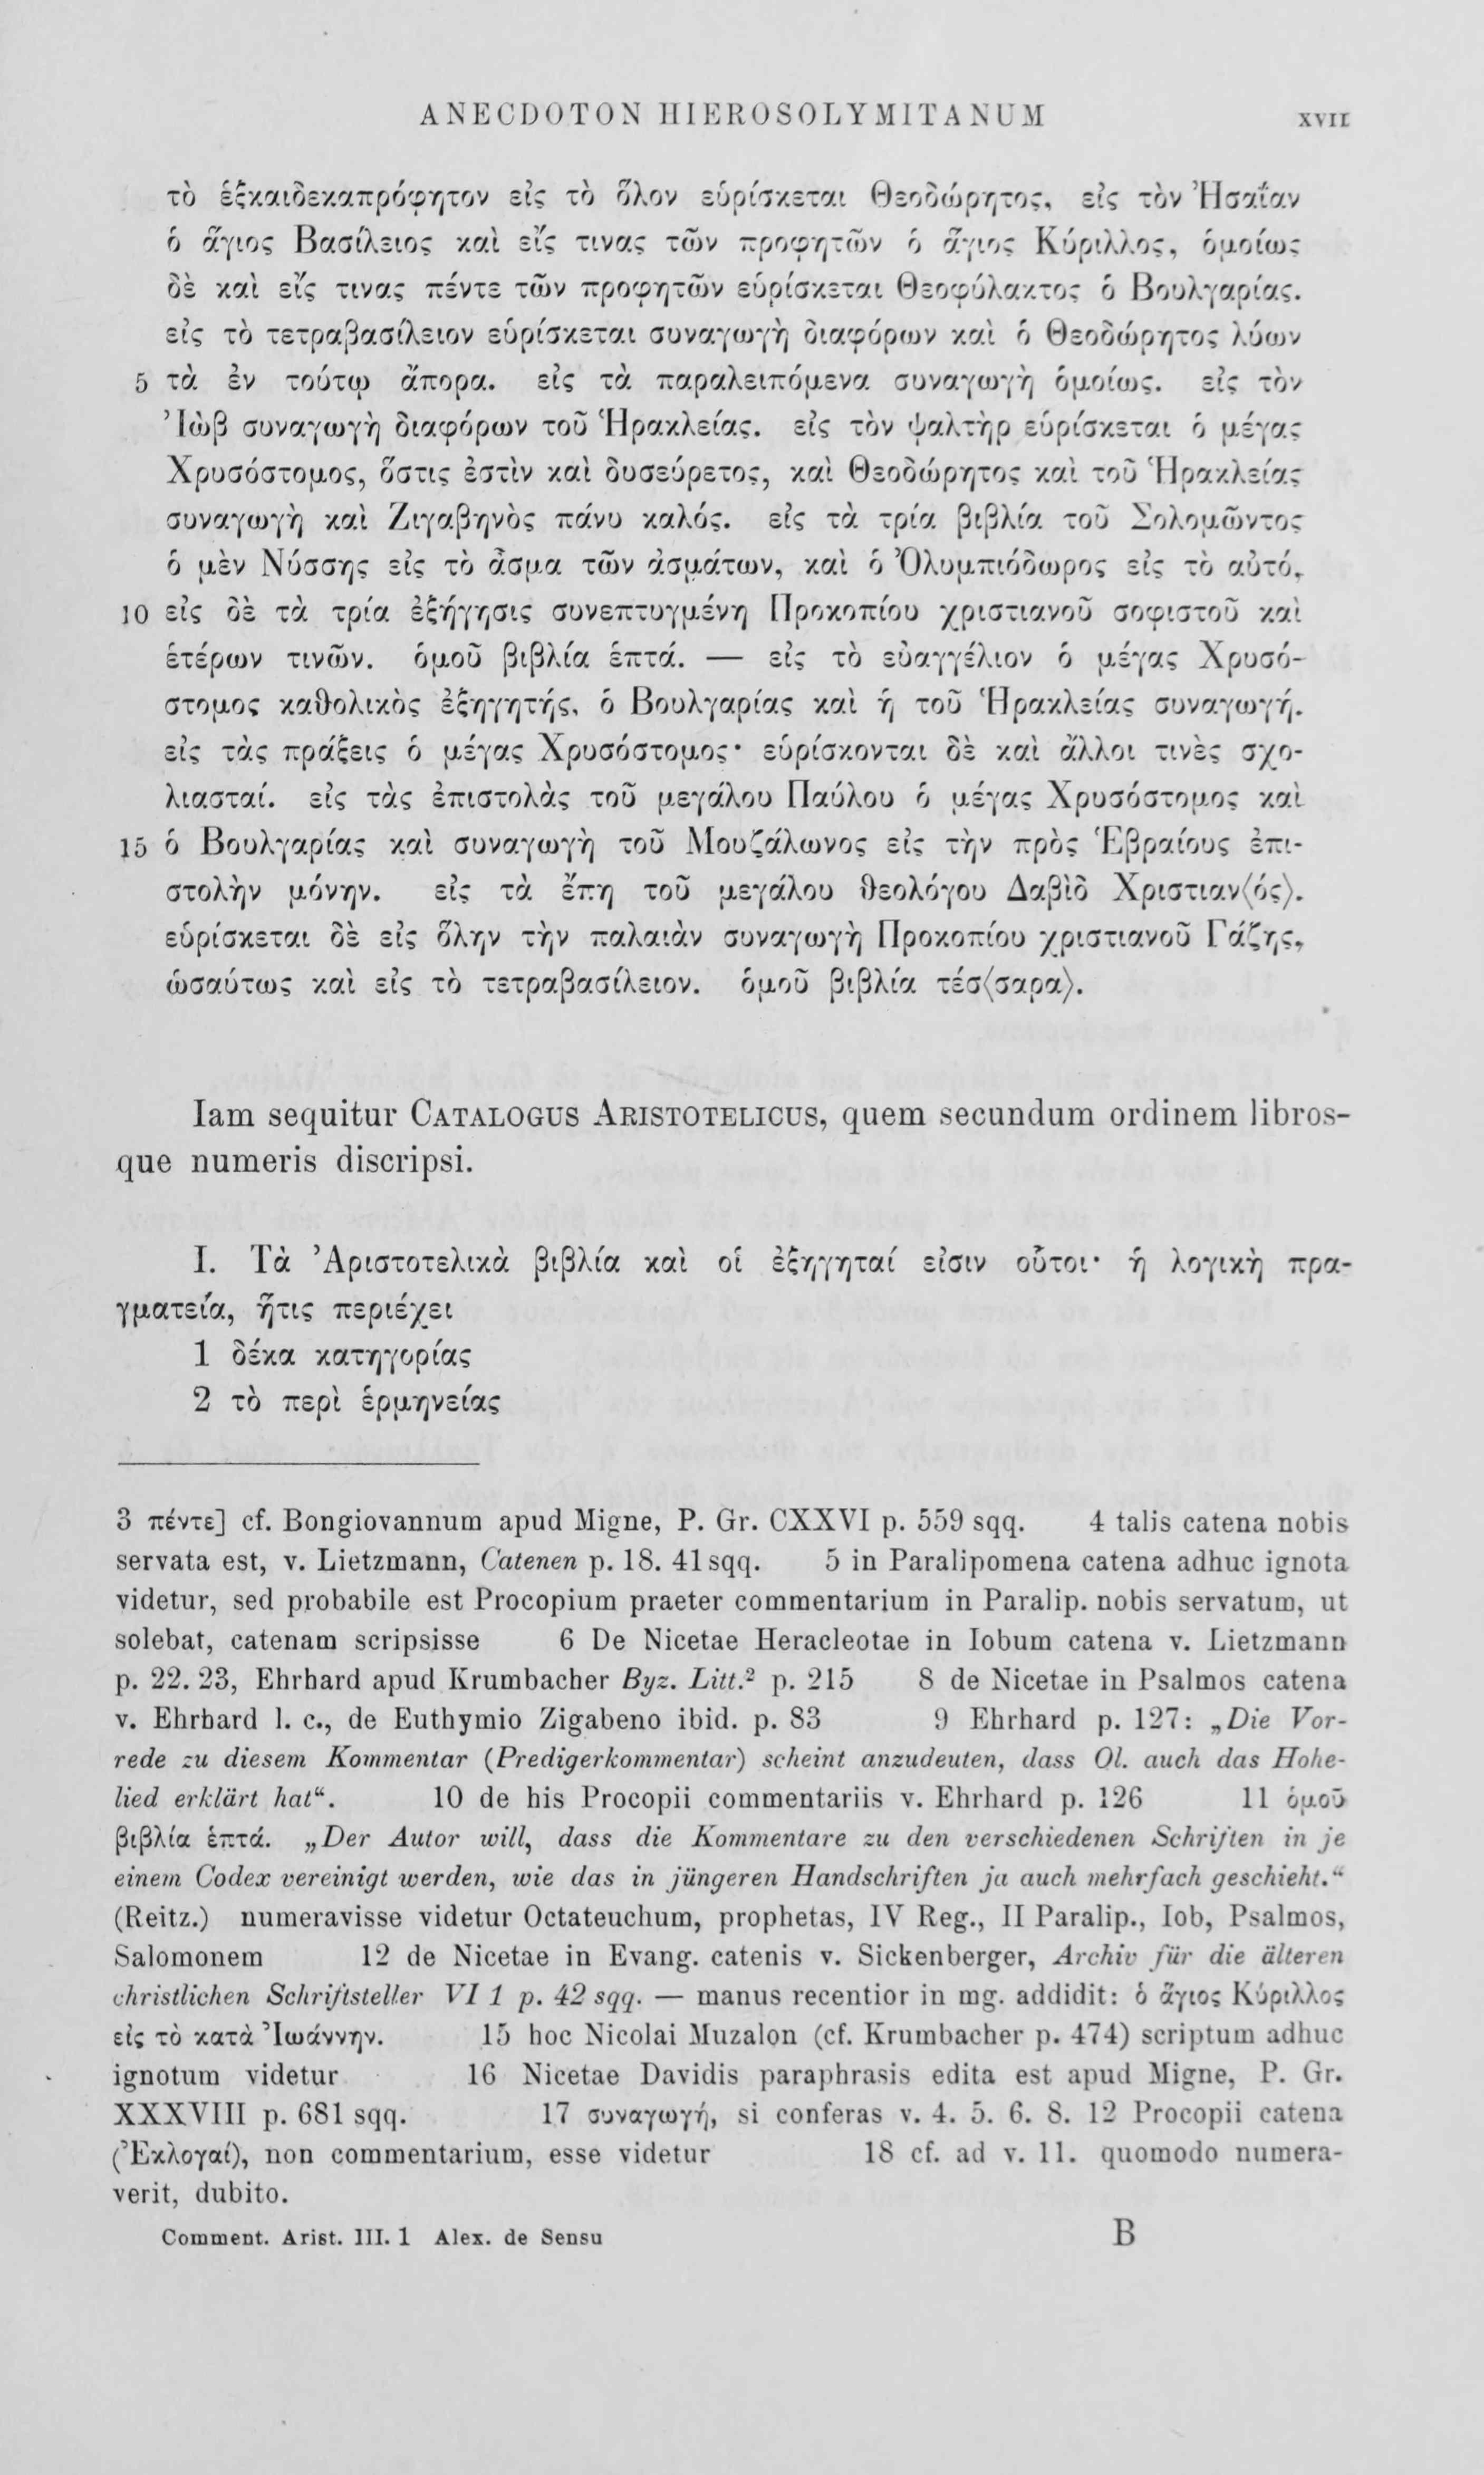 ANECDOTON HIEROSOLYMITANUM XVII
τὸ ἑξκαιδεκαπρόφητον εἰς τὸ ὅλον εὑρίσκεται Θεοδώρητος, εἰς τὸν Ἡσαΐαν
ὁ ἅγιος Βασίλειος καὶ εἴς τινας τῶν προφητῶν ὁ ἅγιος Κύριλλος, ὁμοίως
δὲ καὶ εἴς τινας πέντε τῶν προφητῶν εὑρίσκεται Θεοφύλακτος ὁ Βουλγαρίας.
εἰς τὸ τετραβασίλειον εὑρίσκεται συναγωγὴ διαφόρων καὶ ὁ Θεοδώρητος λύων
5 τὰ ἐν τούτῳ ἄπορα. εἰς τὰ παραλειπόμενα συναγωγὴ ὁμοίως. εἰς τὸν
Ἰὼβ συναγωγὴ διαφόρων τοῦ Ἡρακλείας. εἰς τὸν ψαλτὴρ εὑρίσκεται ὁ μέγας
Χρυσόστομος, ὅστις ἐστὶν καὶ δυσεύρετος, καὶ Θεοδώρητος καὶ τοῦ Ἡρακλείας
συναγωγὴ καὶ Ζιγαβηνὸς πάνυ καλός. εἰς τὰ τρία βιβλία τοῦ Σολομῶντος
ὁ μὲν Νύσσης εἰς τὸ ᾆσμα τῶν ᾀσμάτων, καὶ ὁ Ὀλυμπιόδωρος εἰς τὸ αὐτό,
10 εἰς δὲ τὰ τρία ἐξήγησις συνεπτυγμένη Προκοπίου χριστιανοῦ σοφιστοῦ καὶ
ἑτέρων τινῶν. ὁμοῦ βιβλία ἑπτά. — εἰς τὸ εὐαγγέλιον ὁ μέγας Χρυσό-
στομος καθολικὸς ἐξηγητής, ὁ Βουλγαρίας καὶ ἡ τοῦ Ἡρακλείας συναγωγή.
εἰς τὰς πράξεις ὁ μέγας Χρυσόστομος· εὑρίσκονται δὲ καὶ ἄλλοι τινὲς σχο-
λιασταί. εἰς τὰς ἐπιστολὰς τοῦ μεγάλου Παύλου ὁ μέγας Χρυσόστομος καὶ
15 ὁ Βουλγαρίας καὶ συναγωγὴ τοῦ Μουζάλωνος εἰς τὴν πρὸς Ἑβραίους ἐπι-
στολὴν μόνην. εἰς τὰ ἔπη τοῦ μεγάλου θεολόγου Δαβὶδ Χριστιαν⟨ός⟩.
εὑρίσκεται δὲ εἰς ὅλην τὴν παλαιὰν συναγωγὴ Προκοπίου χριστιανοῦ Γάζης,
ὡσαύτως καὶ εἰς τὸ τετραβασίλειον. ὁμοῦ βιβλία τέσ⟨σαρα⟩.
Iam sequitur CATALOGUS ARISTOTELICUS, quem secundum ordinem libros-
que numeris discripsi.
I. Τὰ Ἀριστοτελικὰ βιβλία καὶ οἱ ἐξηγηταί εἰσιν οὗτοι· ἡ λογικὴ πρα-
γματεία, ἥτις περιέχει
1 δέκα κατηγορίας
2 τὸ περὶ ἑρμηνείας
3 πέντε] cf. Bongiovannum apud Migne, P. Gr. CXXVI p. 559 sqq. 4 talis catena nobis
servata est, v. Lietzmann, Catenen p. 18. 41 sqq. 5 in Paralipomena catena adhuc ignota
videtur, sed probabile est Procopium praeter commentarium in Paralip. nobis servatum, ut
solebat, catenam scripsisse 6 De Nicetae Heracleotae in Iobum catena v. Lietzmann
p. 22. 23, Ehrhard apud Krumbacher Byz. Litt.² p. 215 8 de Nicetae in Psalmos catena
v. Ehrhard l. c., de Euthymio Zigabeno ibid. p. 83 9 Ehrhard p. 127: „Die Vor-
rede zu diesem Kommentar (Predigerkommentar) scheint anzudeuten, dass Ol. auch das Hohe-
lied erklärt hat“. 10 de his Procopii commentariis v. Ehrhard p. 126 11 ὁμοῦ
βιβλία ἑπτά. „Der Autor will, dass die Kommentare zu den verschiedenen Schriften in je
einem Codex vereinigt werden, wie das in jüngeren Handschriften ja auch mehrfach geschieht.“
(Reitz.) numeravisse videtur Octateuchum, prophetas, IV Reg., II Paralip., Iob, Psalmos,
Salomonem 12 de Nicetae in Evang. catenis v. Sickenberger, Archiv für die älteren
christlichen Schriftsteller VI 1 p. 42 sqq. — manus recentior in mg. addidit: ὁ ἅγιος Κύριλλος
εἰς τὸ κατὰ Ἰωάννην. 15 hoc Nicolai Muzalon (cf. Krumbacher p. 474) scriptum adhuc
ignotum videtur 16 Nicetae Davidis paraphrasis edita est apud Migne, P. Gr.
XXXVIII p. 681 sqq. 17 συναγωγή, si conferas v. 4. 5. 6. 8. 12 Procopii catena
(Ἐκλογαί), non commentarium, esse videtur 18 cf. ad v. 11. quomodo numera-
verit, dubito.
Comment. Arist. III. 1 Alex. de Sensu B